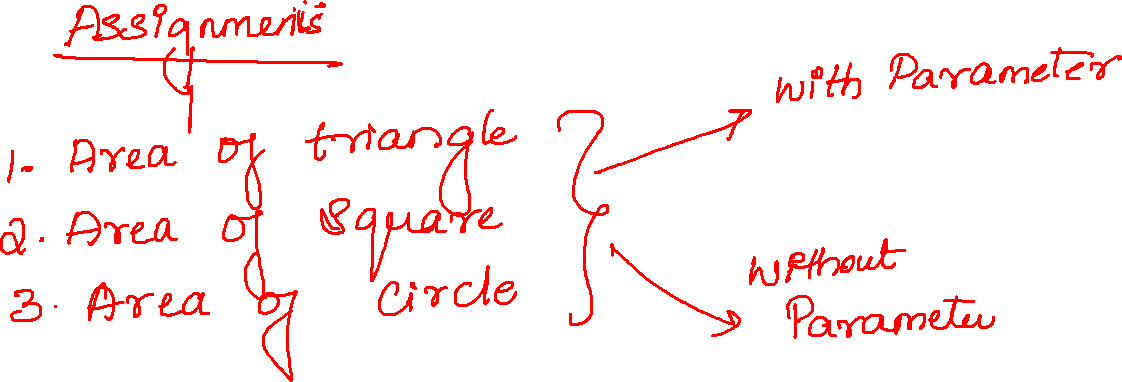 Assignments
1. Area of triangle
2. Area of square
3. Area of circle
with Parameter
without
Parameter